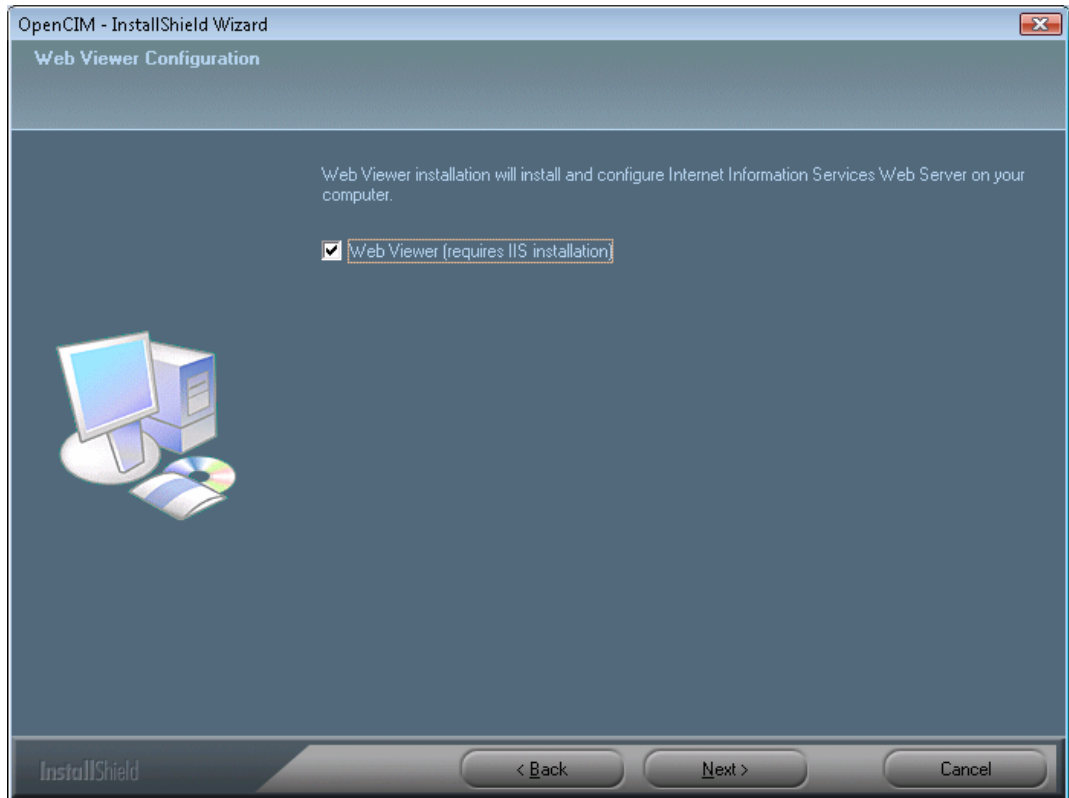 OpenCIM - InstallShield Wizard
Web Viewer Configuration
Web Viewer installation will install and configure Internet Information Services Web Server on your
computer.
Web Viewer (requires IIS installation)
InstallShield
< Back
Next >
Cancel